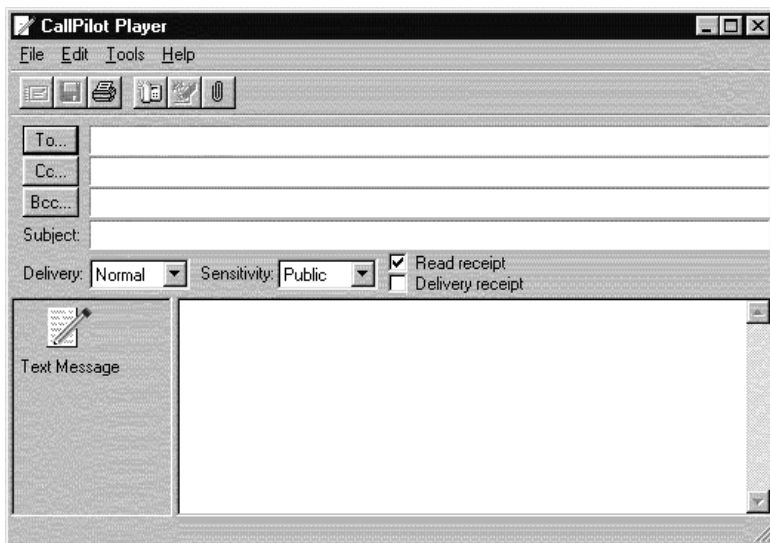 CallPilot Player
File Edit Tools Help
To...
Cc...
Bcc...
Subject:
Delivery: Normal Sensitivity: Public Read receipt
Delivery receipt
Text Message